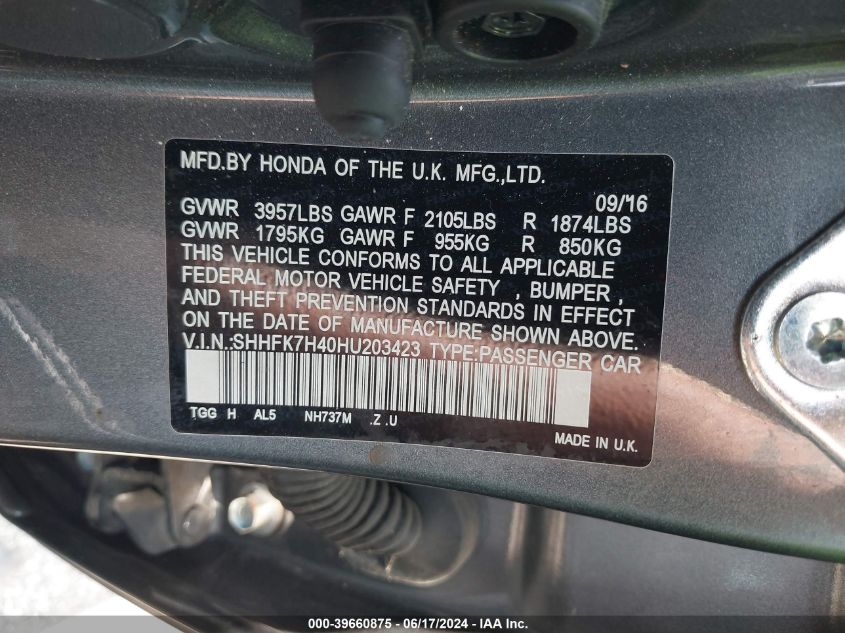 MFD.BY HONDA OF THE U.K. MFG.,LTD.
09/16
GVWR 3957LBS GAWR F 2105LBS R 1874LBS
GVWR 1795KG GAWR F 955KG R 850KG
THIS VEHICLE CONFORMS TO ALL APPLICABLE
FEDERAL MOTOR VEHICLE SAFETY , BUMPER ,
AND THEFT PREVENTION STANDARDS IN EFFECT
ON THE DATE OF MANUFACTURE SHOWN ABOVE.
V.I.N.:SHHFK7H40HU203423 TYPE:PASSENGER CAR
TGG H AL5 NH737M .Z .U
MADE IN U.K.
000-39660875 - 06/17/2024 - IAAI Inc.